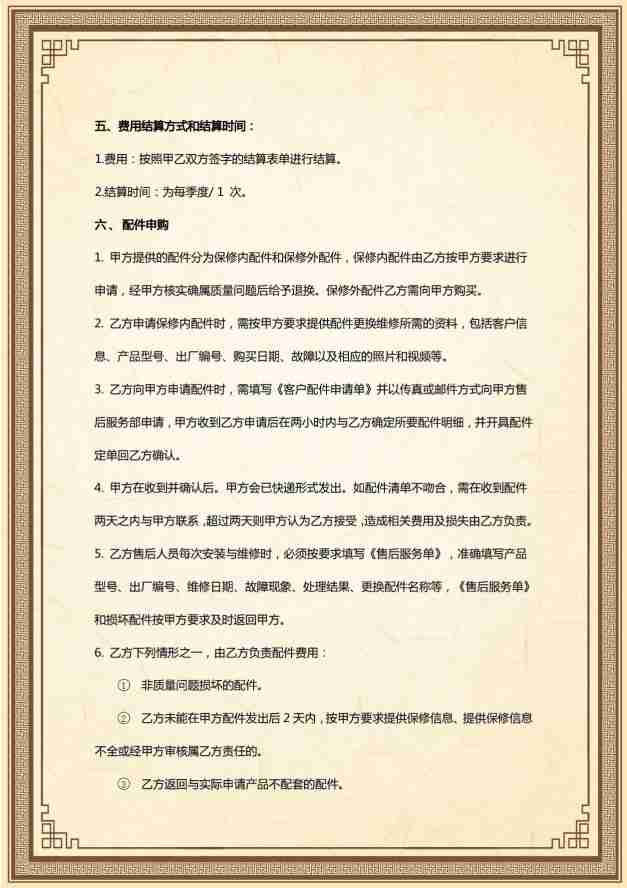 五、费用结算方式和结算时间：
1.费用：按照甲乙双方签字的结算表单进行结算。
2.结算时间：为每季度/ 1 次。
六、 配件申购
1. 甲方提供的配件分为保修内配件和保修外配件，保修内配件由乙方按甲方要求进行
申请，经甲方核实确属质量问题后给予退换。保修外配件乙方需向甲方购买。
2. 乙方申请保修内配件时，需按甲方要求提供配件更换维修所需的资料，包括客户信
息、产品型号、出厂编号、购买日期、故障以及相应的照片和视频等。
3. 乙方向甲方申请配件时，需填写《客户配件申请单》并以传真或邮件方式向甲方售
后服务部申请，甲方收到乙方申请后在两小时内与乙方确定所要配件明细，并开具配件
定单回乙方确认。
4. 甲方在收到并确认后。甲方会已快递形式发出。如配件清单不吻合，需在收到配件
两天之内与甲方联系，超过两天则甲方认为乙方接受，造成相关费用及损失由乙方负责。
5. 乙方售后人员每次安装与维修时，必须按要求填写《售后服务单》，准确填写产品
型号、出厂编号、维修日期、故障现象、处理结果、更换配件名称等，《售后服务单》
和损坏配件按甲方要求及时返回甲方。
6. 乙方下列情形之一，由乙方负责配件费用：
① 非质量问题损坏的配件。
② 乙方未能在甲方配件发出后 2 天内，按甲方要求提供保修信息、提供保修信息
不全或经甲方审核属乙方责任的。
③ 乙方返回与实际申请产品不配套的配件。